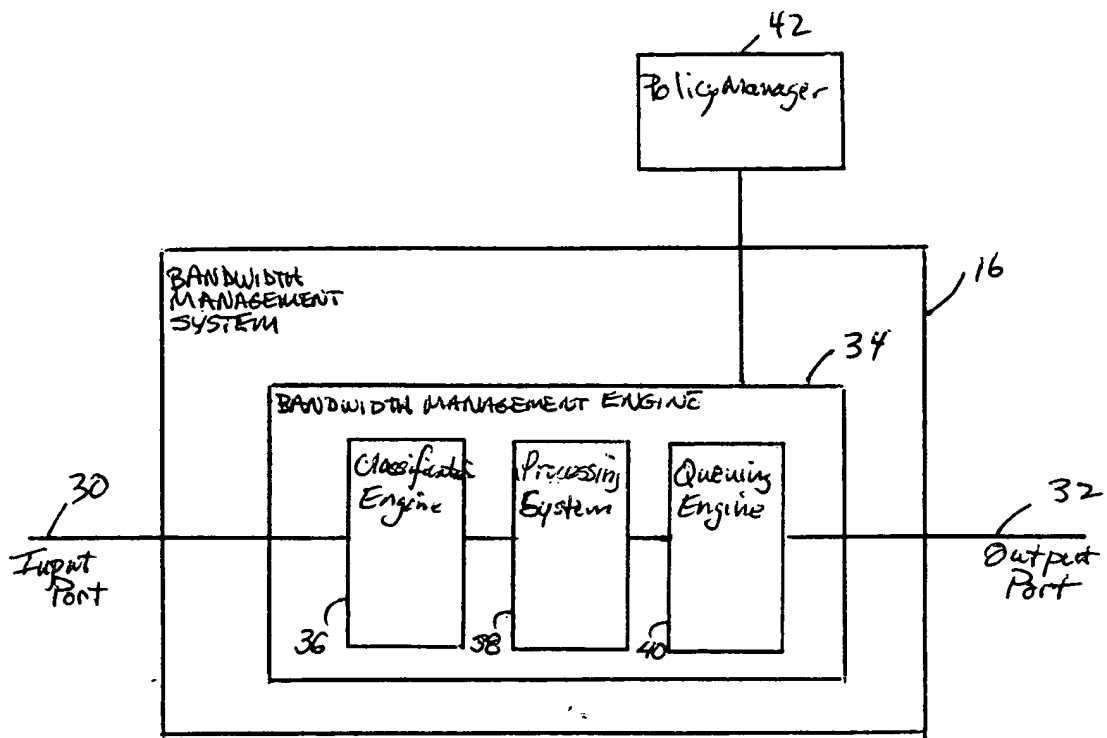 42
Policy Manager
BANDWIDTH
MANAGEMENT
SYSTEM
16
34
BANDWIDTH MANAGEMENT ENGINE
Classification
Engine
Processing
System
Queuing
Engine
30
Input
Port
32
Output
Port
36
38
40